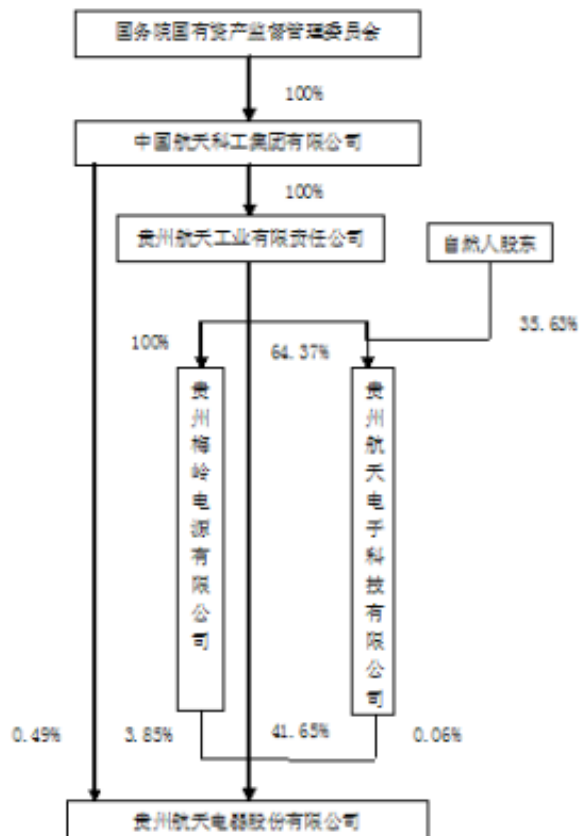 国务院国有资产监督管理委员会
100%
中国航天科工集团有限公司
100%
贵州航天工业有限责任公司
自然人股东
35.63%
100%
64.37%
贵州梅岭电源有限公司
贵州航天电子科技有限公司
0.49%
3.85%
41.65%
0.06%
贵州航天电器股份有限公司